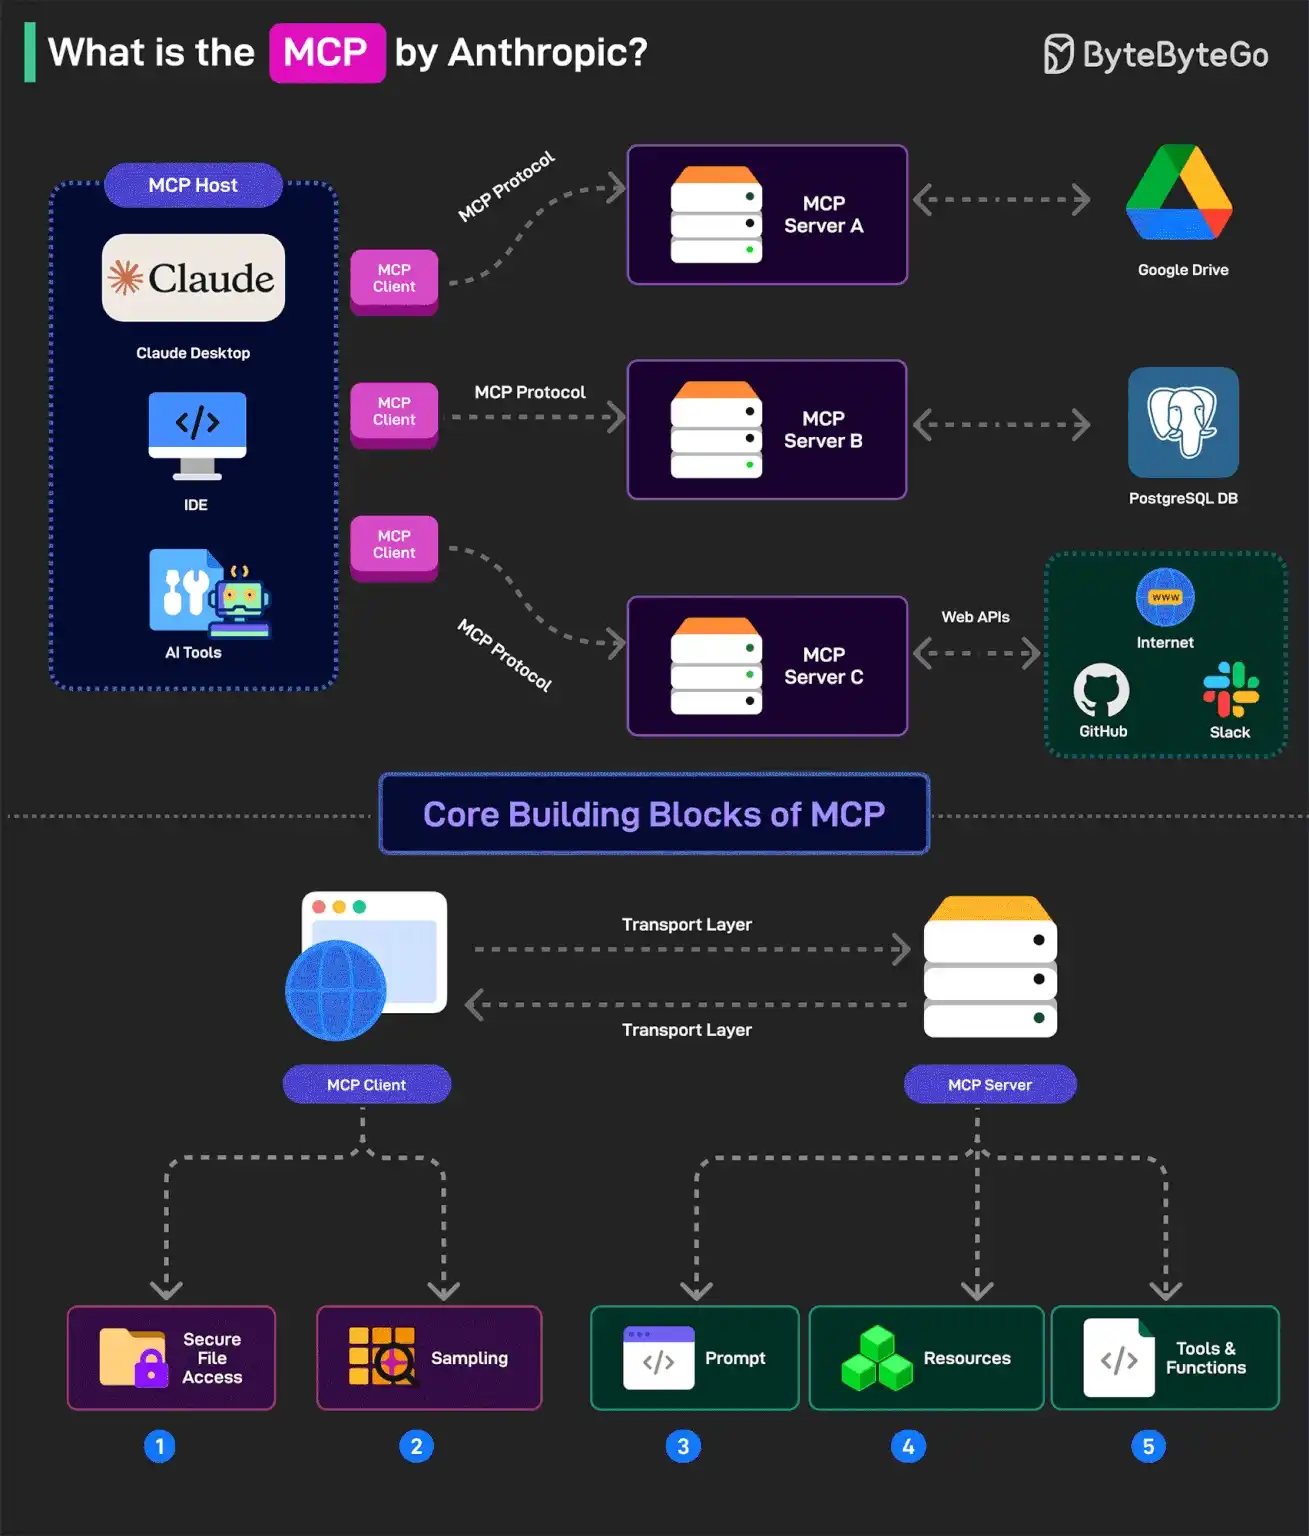 What is the MCP by Anthropic?
ByteByteGo
MCP Host
Claude
Claude Desktop
</>
IDE
AI Tools
MCP
Client
MCP
Client
MCP
Client
MCP Protocol
MCP Protocol
MCP Protocol
MCP
Server A
MCP
Server B
MCP
Server C
Google Drive
PostgreSQL DB
Web APIs
www
Internet
GitHub
Slack
Core Building Blocks of MCP
Transport Layer
Transport Layer
MCP Client
MCP Server
Secure
File
Access
Sampling
</>
Prompt
Resources
</>
Tools &
Functions
1
2
3
4
5